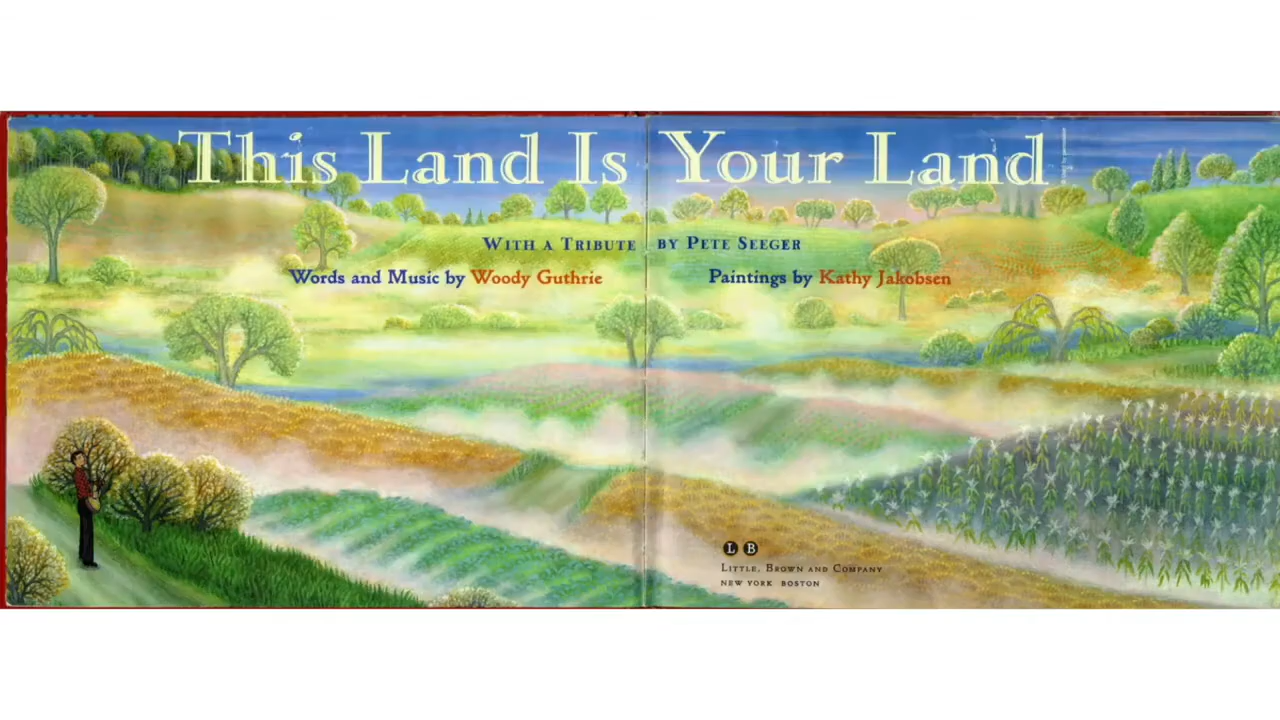 This Land Is Your Land
With a Tribute by Pete Seeger
Words and Music by Woody Guthrie
Paintings by Kathy Jakobsen
L B
Little, Brown and Company
New York Boston